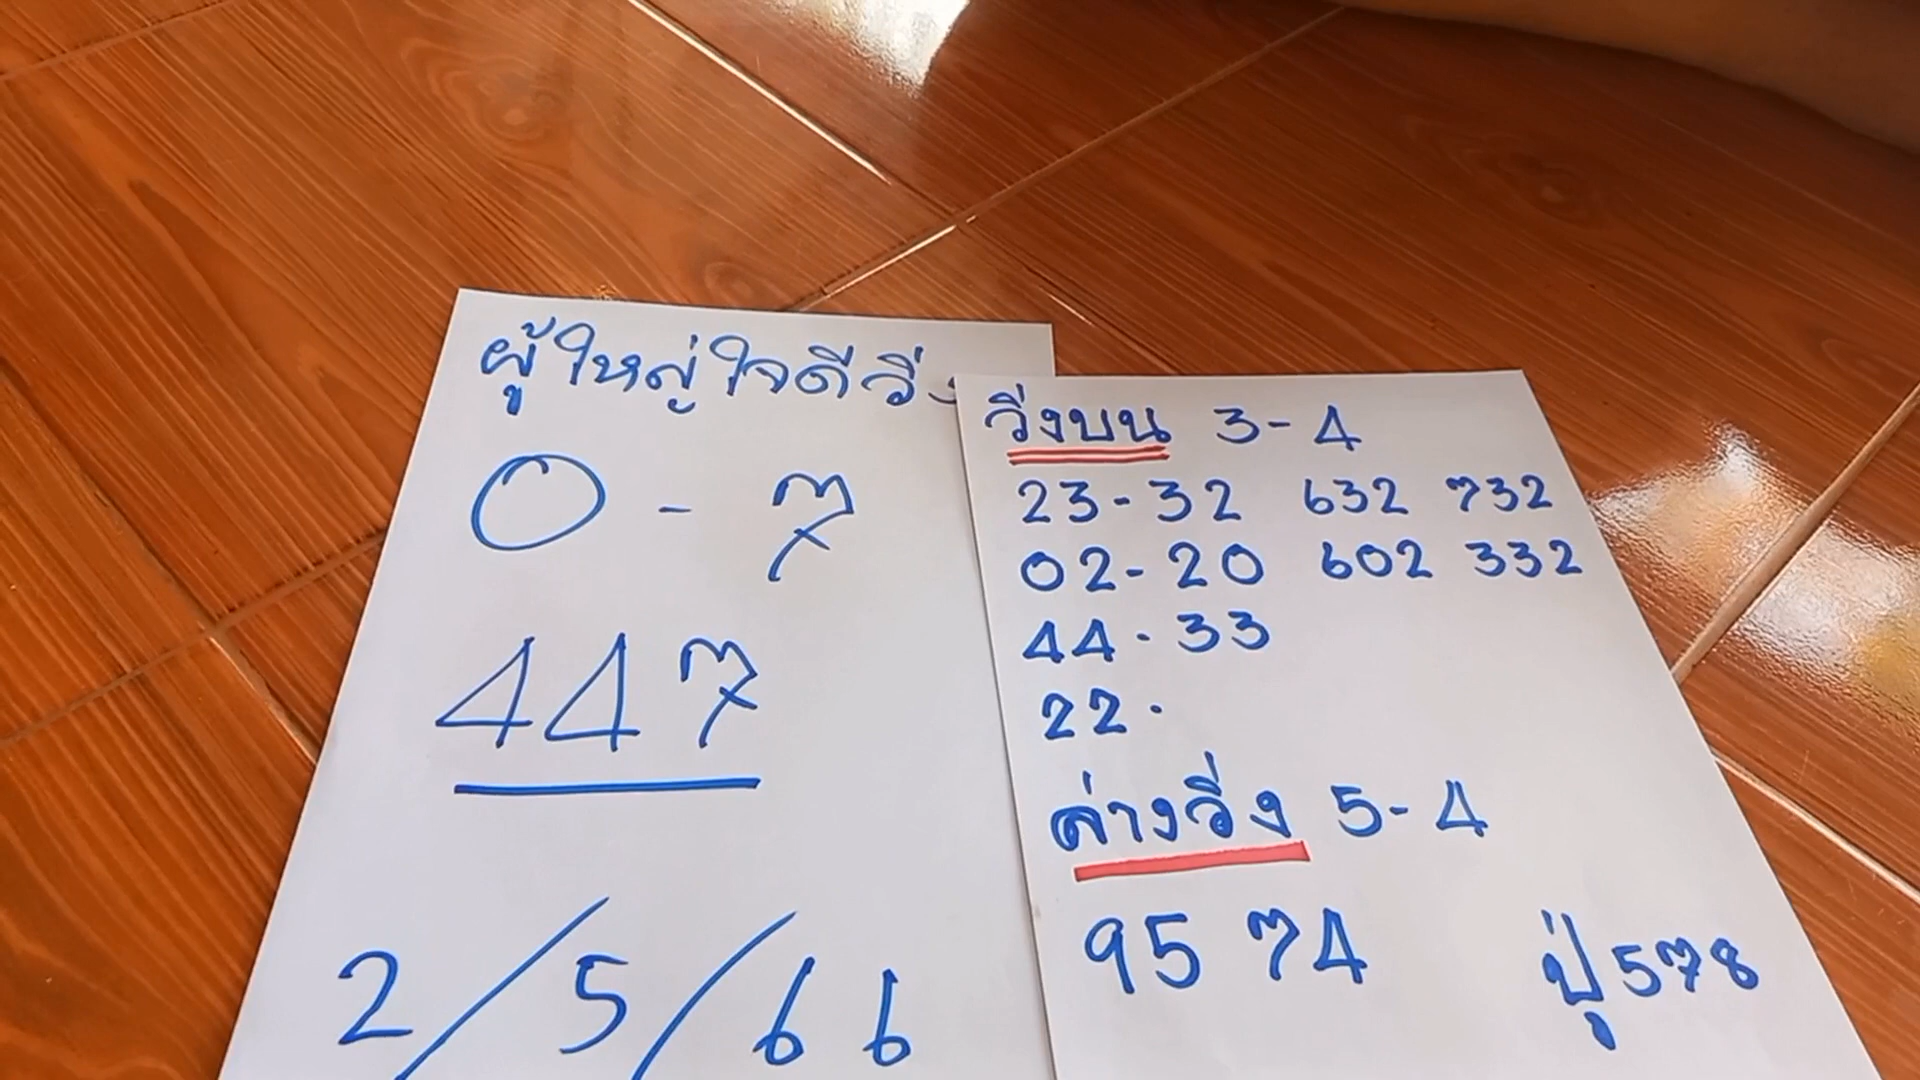 ผู้ใหญ่ใจดีวิ่ง
0 - 7
447
2/5/66
วิ่งบน 3-4
23-32 632 732
02-20 602 332
44.33
22.
ล่างวิ่ง 5-4
95 74
ปู่578